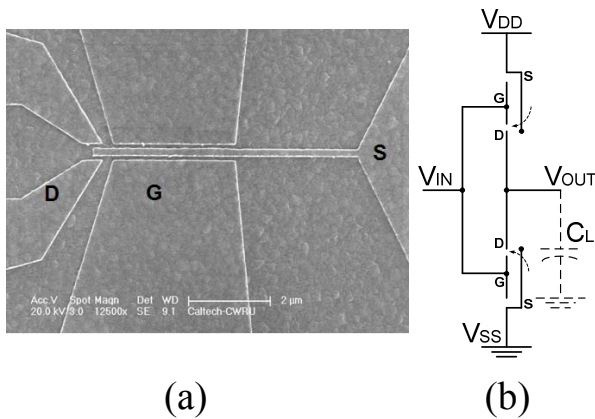 D
G
S
Acc.V Spot Magn Det WD
20.0 kV 3.0 12500x SE 9.1 Caltech-CWRU
2 μm
(a)
VDD
S
G
D
VIN
VOUT
D
CL
G
S
VSS
(b)